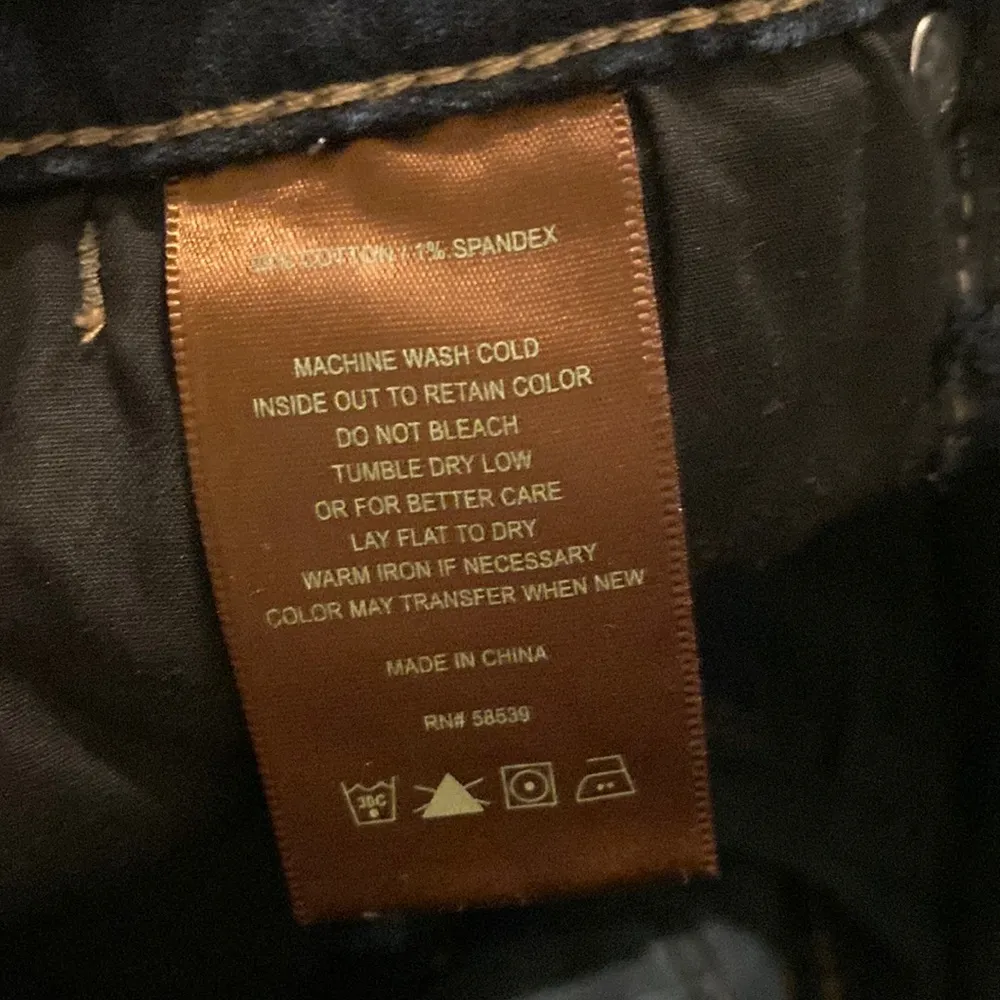 COTTON / 1% SPANDEX
MACHINE WASH COLD
INSIDE OUT TO RETAIN COLOR
DO NOT BLEACH
TUMBLE DRY LOW
OR FOR BETTER CARE
LAY FLAT TO DRY
WARM IRON IF NECESSARY
COLOR MAY TRANSFER WHEN NEW
MADE IN CHINA
RN# 58539
30C